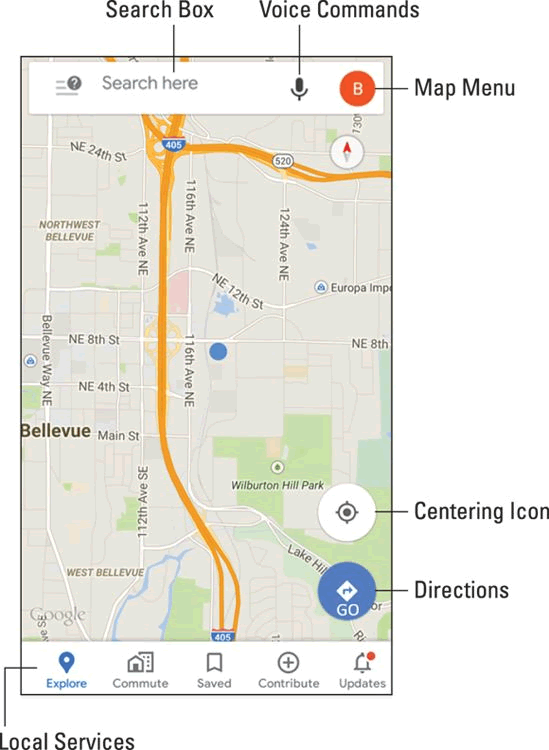 Search Box
Voice Commands
Search here
B
Map Menu
405
520
NE 24th St
112th Ave NE
116th Ave NE
124th Ave NE
NORTHWEST
BELLEVUE
NE 12th St
Europa Impo
Bellevue Way NE
NE 8th St
NE 8th
116th Ave NE
NE 4th St
Bellevue
Main St
Wilburton Hill Park
112th Ave SE
Centering Icon
Lake Hil
WEST BELLEVUE
Directions
GO
Google
405
Explore
Commute
Saved
Contribute
Updates
Local Services